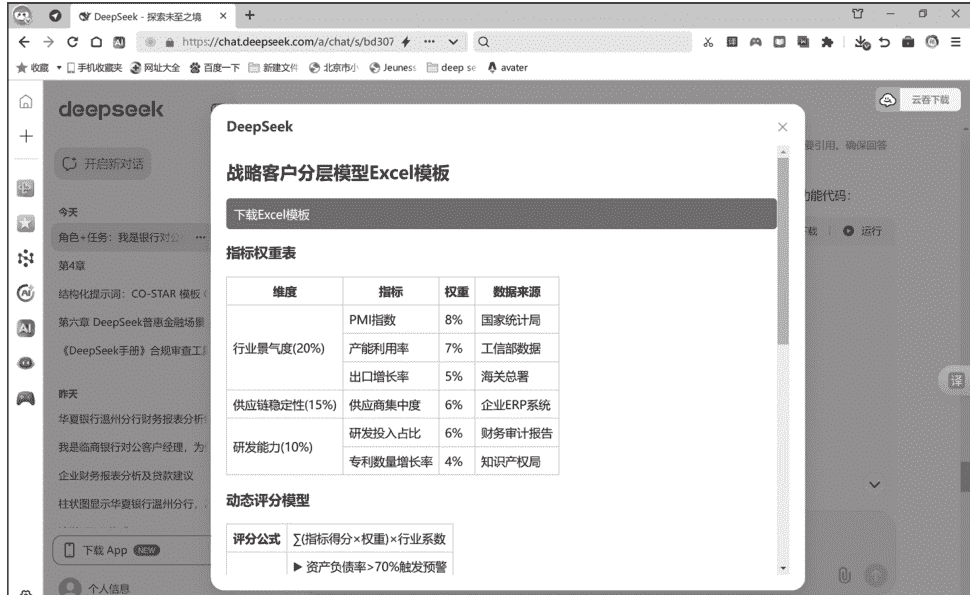 DeepSeek - 探索未至之境
https://chat.deepseek.com/a/chat/s/bd307
收藏 手机收藏夹 网址大全 百度一下 新建文件 北京市小 Jeuness deep se avater
deepseek
云吞下载
开启新对话
今天
角色+任务：我是银行对公
第4章
结构化提示词：CO-STAR 模板
第六章 DeepSeek普惠金融场景
《DeepSeek手册》合规审查工
昨天
华夏银行温州分行财务报表分析
我是临商银行对公客户经理，为
企业财务报表分析及贷款建议
柱状图显示华夏银行温州分行，
下载 App NEW
个人信息
要引用，确保回答
功能代码：
下载 运行
译
DeepSeek
战略客户分层模型Excel模板
下载Excel模板
指标权重表
维度 指标 权重 数据来源
行业景气度(20%) PMI指数 8% 国家统计局
产能利用率 7% 工信部数据
出口增长率 5% 海关总署
供应链稳定性(15%) 供应商集中度 6% 企业ERP系统
研发能力(10%) 研发投入占比 6% 财务审计报告
专利数量增长率 4% 知识产权局
动态评分模型
评分公式 ∑(指标得分×权重)×行业系数
▶ 资产负债率>70%触发预警